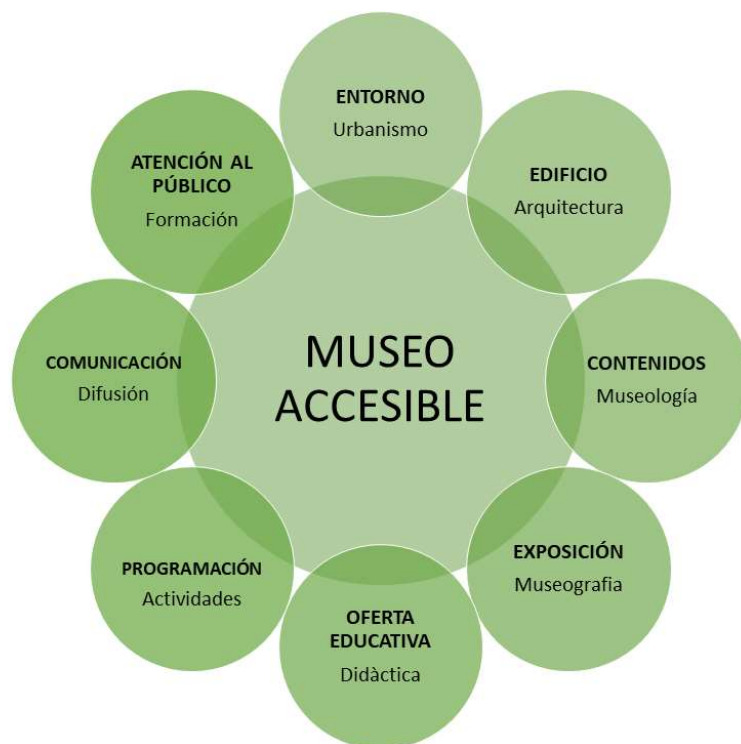 ENTORNO
Urbanismo
EDIFICIO
Arquitectura
CONTENIDOS
Museología
EXPOSICIÓN
Museografia
OFERTA
EDUCATIVA
Didàctica
PROGRAMACIÓN
Actividades
COMUNICACIÓN
Difusión
ATENCIÓN AL
PÚBLICO
Formación
MUSEO
ACCESIBLE